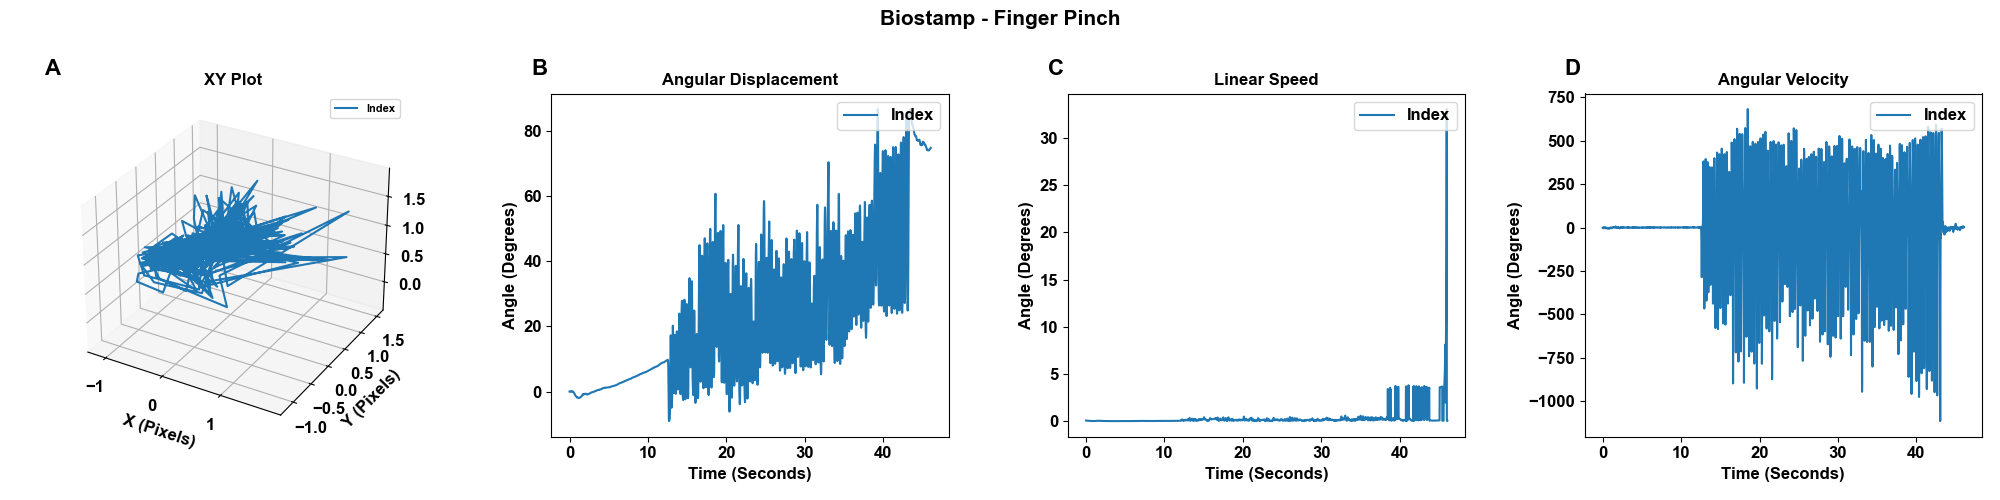 Biostamp - Finger Pinch
A
XY Plot
Index
1.5
1.0
0.5
0.0
−1
0
1
X (Pixels)
−1.0
−0.5
0.0
0.5
1.0
1.5
Y (Pixels)
B
Angular Displacement
Index
80
60
40
20
0
Angle (Degrees)
0 10 20 30 40
Time (Seconds)
C
Linear Speed
Index
30
25
20
15
10
5
0
Angle (Degrees)
0 10 20 30 40
Time (Seconds)
D
Angular Velocity
Index
750
500
250
0
−250
−500
−750
−1000
Angle (Degrees)
0 10 20 30 40
Time (Seconds)